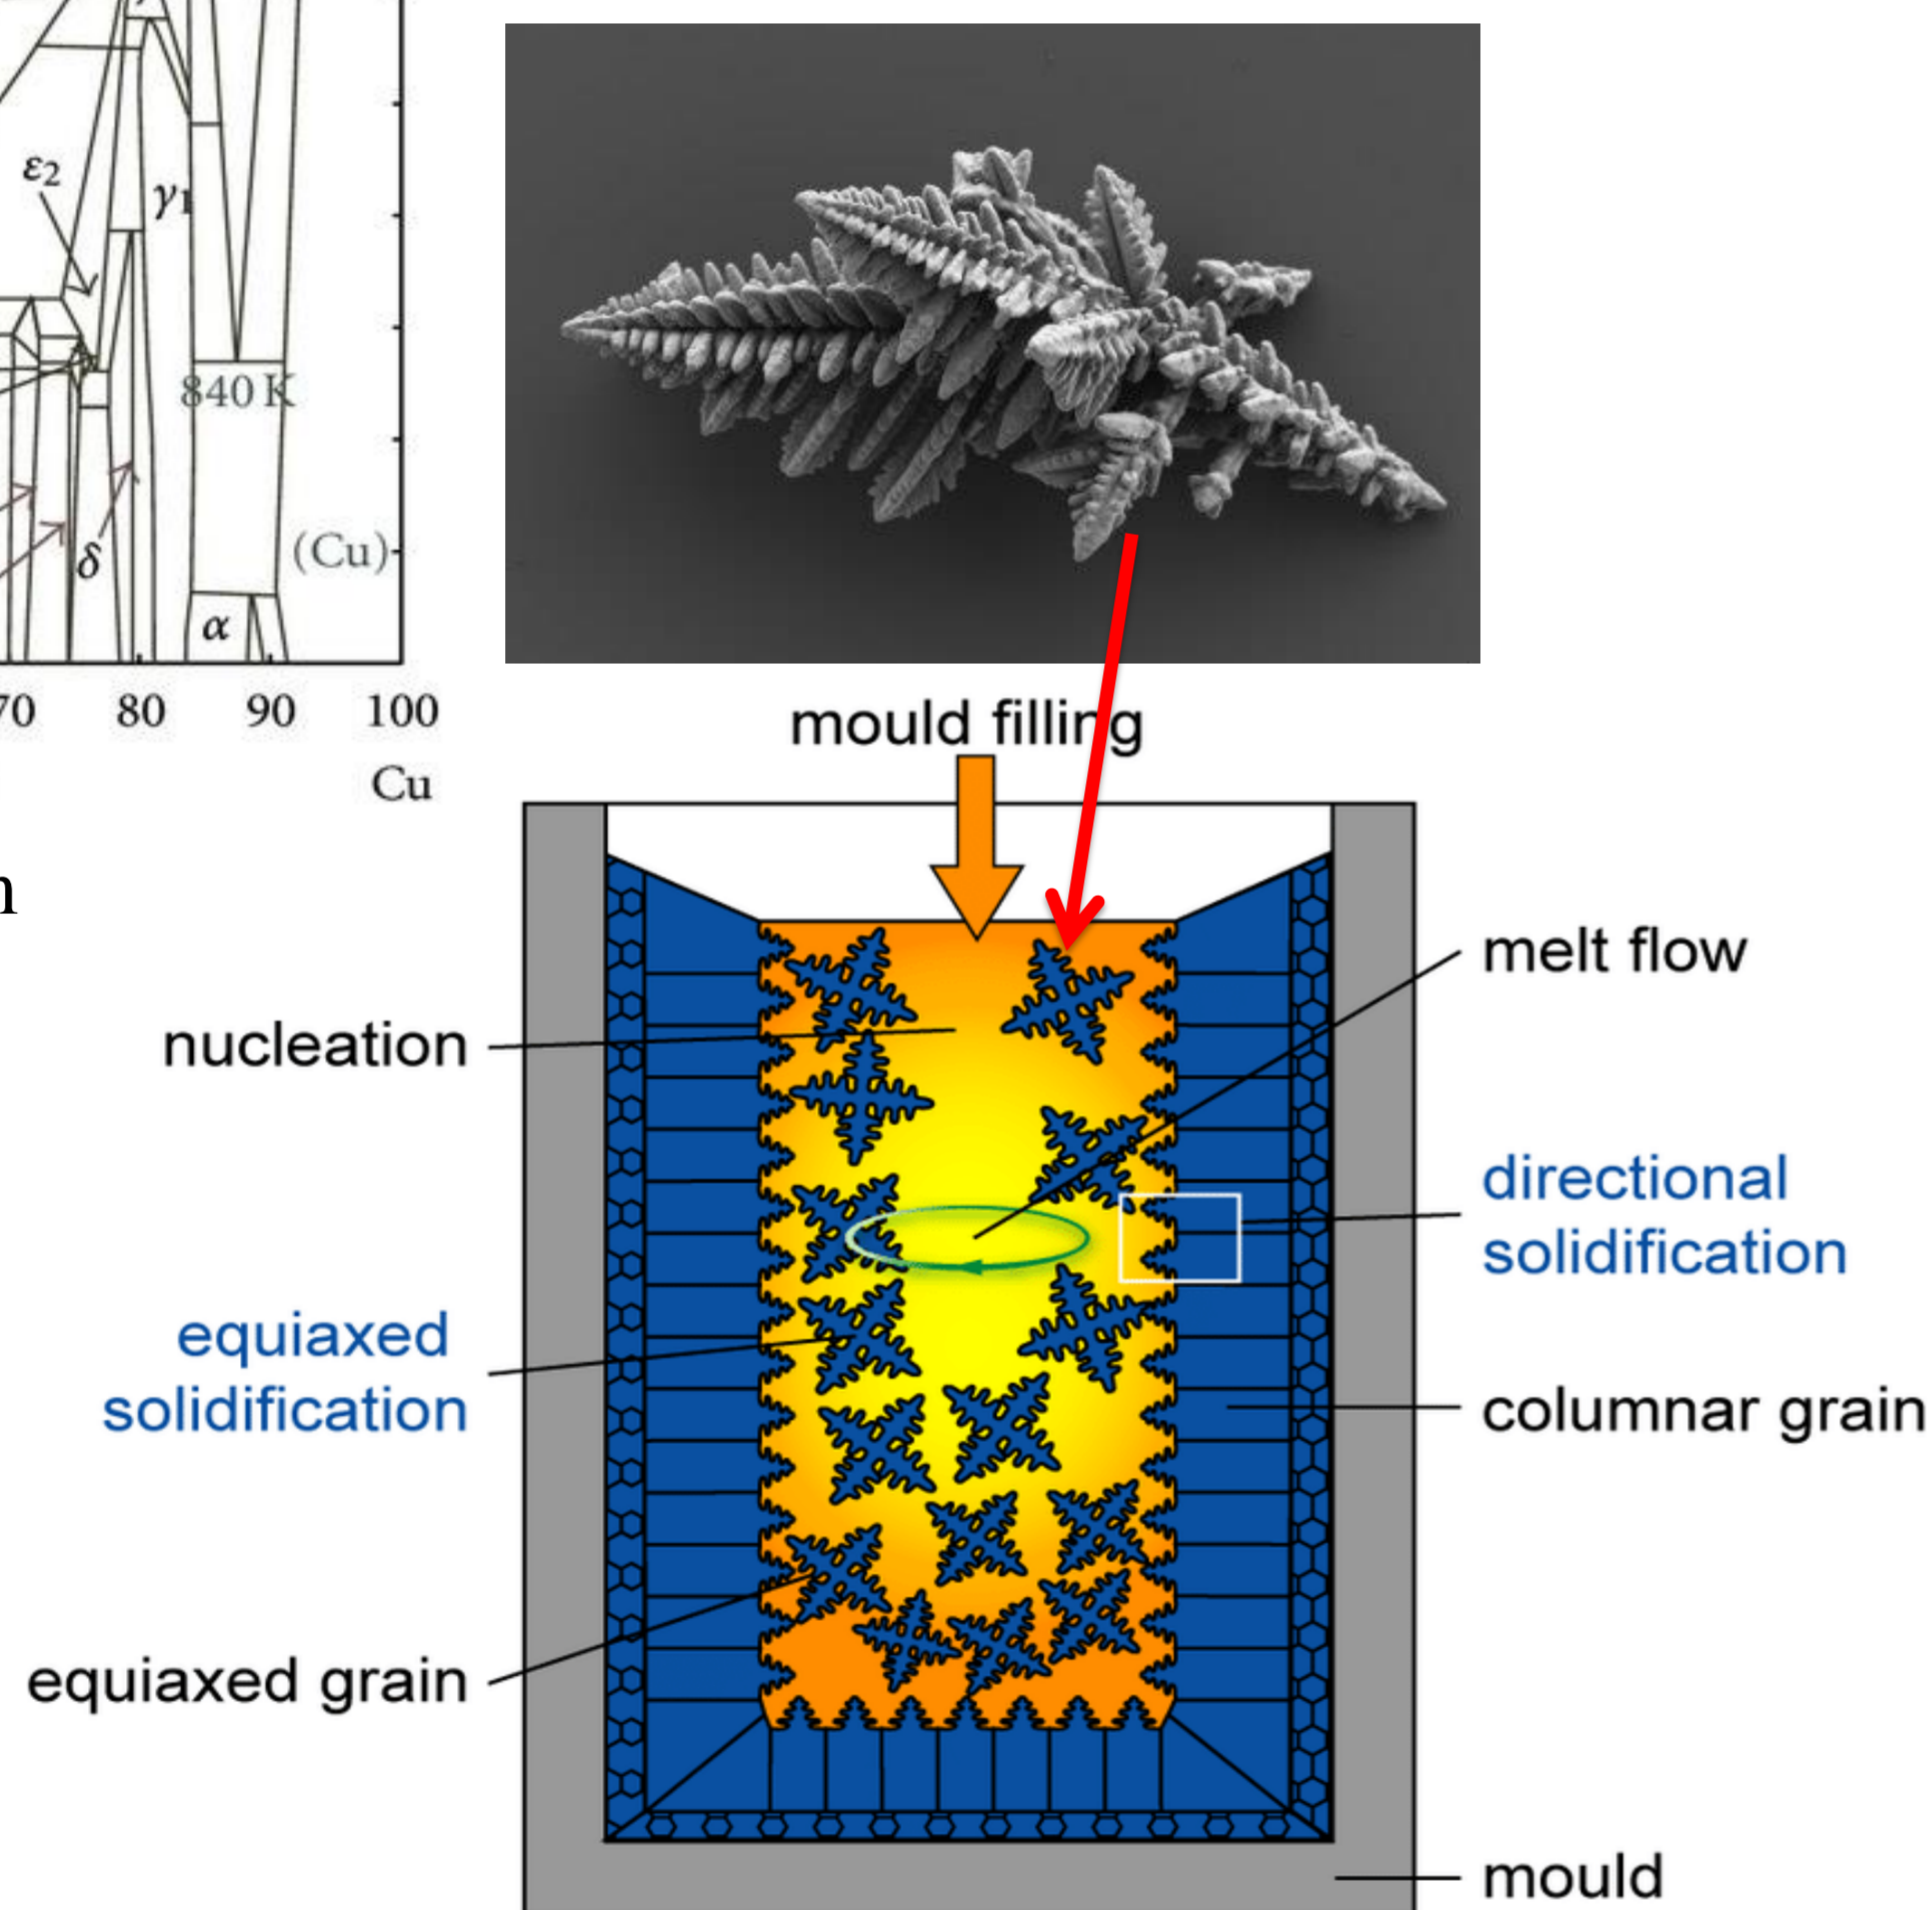 ε2
γ1
840 K
(Cu)
δ
α
70
80
90
100
Cu
mould filling
n
melt flow
nucleation
directional
solidification
equiaxed
solidification
columnar grain
equiaxed grain
mould